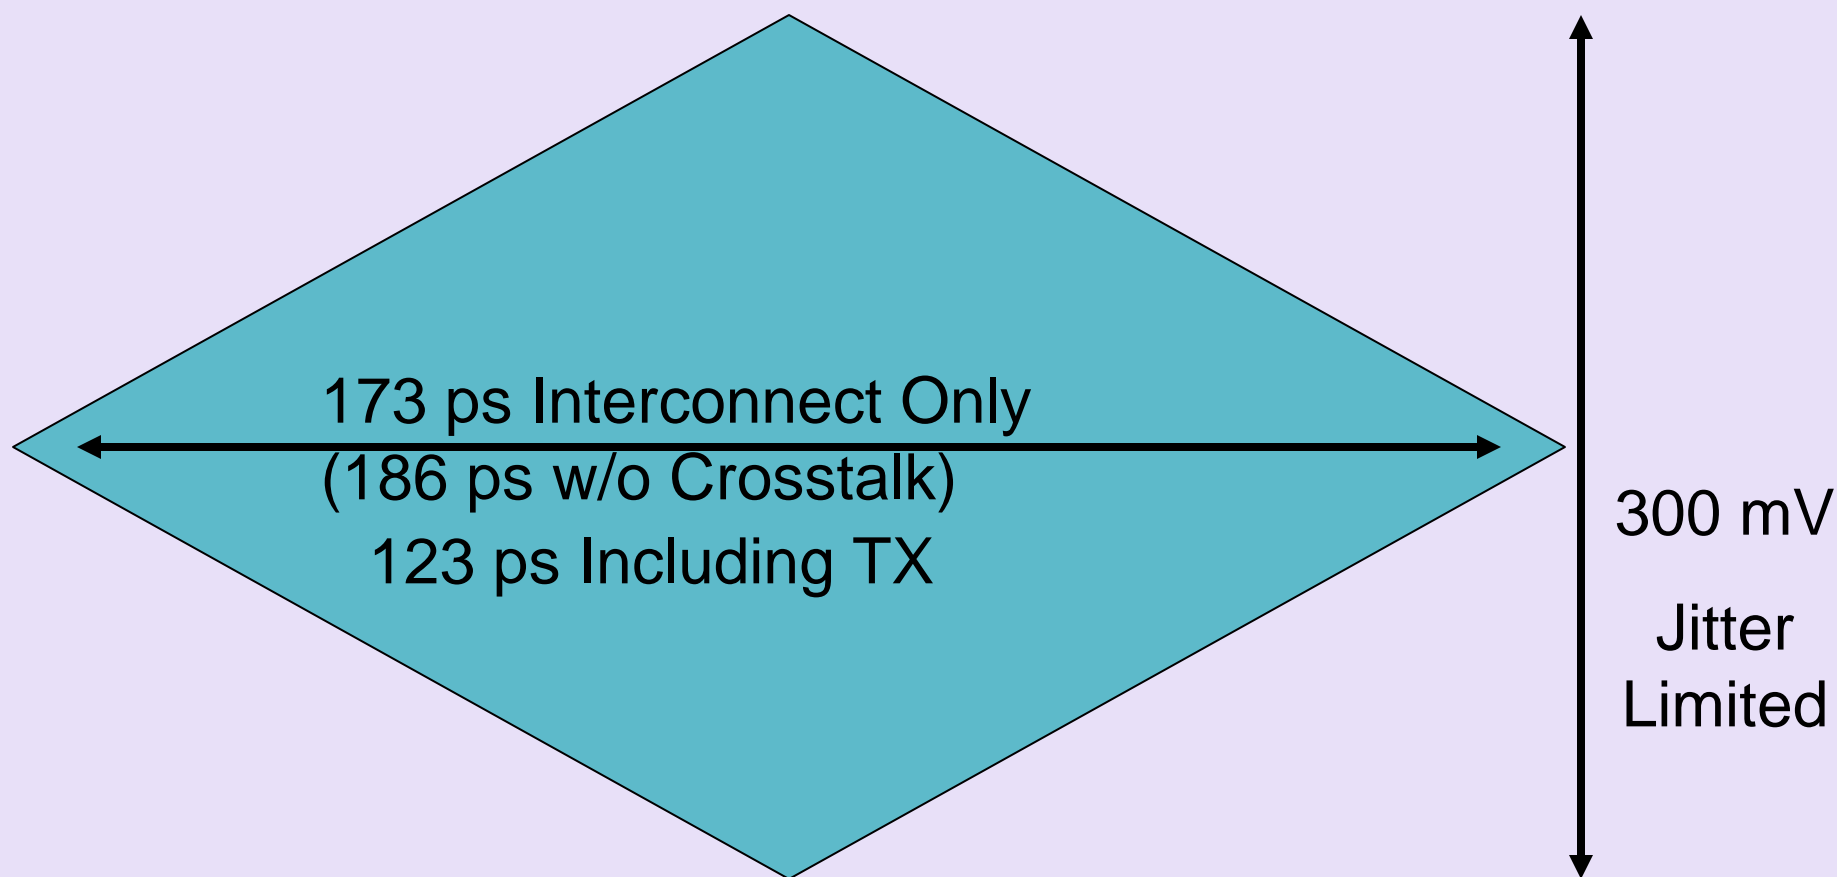 173 ps Interconnect Only
(186 ps w/o Crosstalk)
123 ps Including TX
300 mV
Jitter
Limited